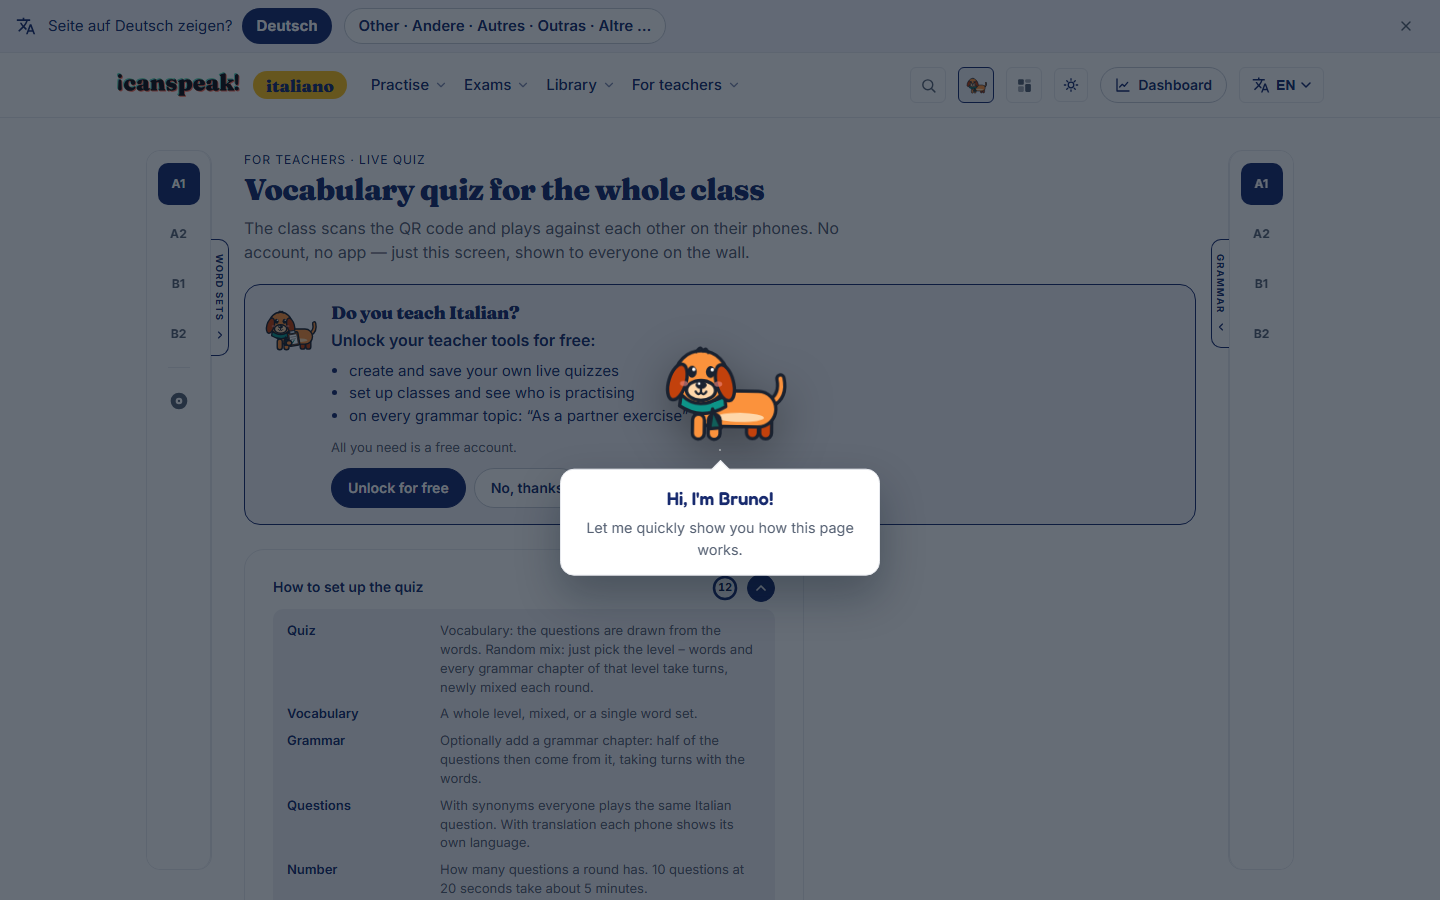 Seite auf Deutsch zeigen?
Deutsch
Other · Andere · Autres · Outras · Altre ...
icanspeak!
italiano
Practise
Exams
Library
For teachers
Dashboard
EN
A1
A2
B1
B2
WORD SETS
FOR TEACHERS · LIVE QUIZ
Vocabulary quiz for the whole class
The class scans the QR code and plays against each other on their phones. No
account, no app — just this screen, shown to everyone on the wall.
Do you teach Italian?
Unlock your teacher tools for free:
• create and save your own live quizzes
• set up classes and see who is practising
• on every grammar topic: “As a partner exercise”
All you need is a free account.
Unlock for free
No, thanks
Hi, I'm Bruno!
Let me quickly show you how this page
works.
How to set up the quiz
12
Quiz
Vocabulary: the questions are drawn from the
words. Random mix: just pick the level – words and
every grammar chapter of that level take turns,
newly mixed each round.
Vocabulary
A whole level, mixed, or a single word set.
Grammar
Optionally add a grammar chapter: half of the
questions then come from it, taking turns with the
words.
Questions
With synonyms everyone plays the same Italian
question. With translation each phone shows its
own language.
Number
How many questions a round has. 10 questions at
20 seconds take about 5 minutes.
GRAMMAR
A1
A2
B1
B2